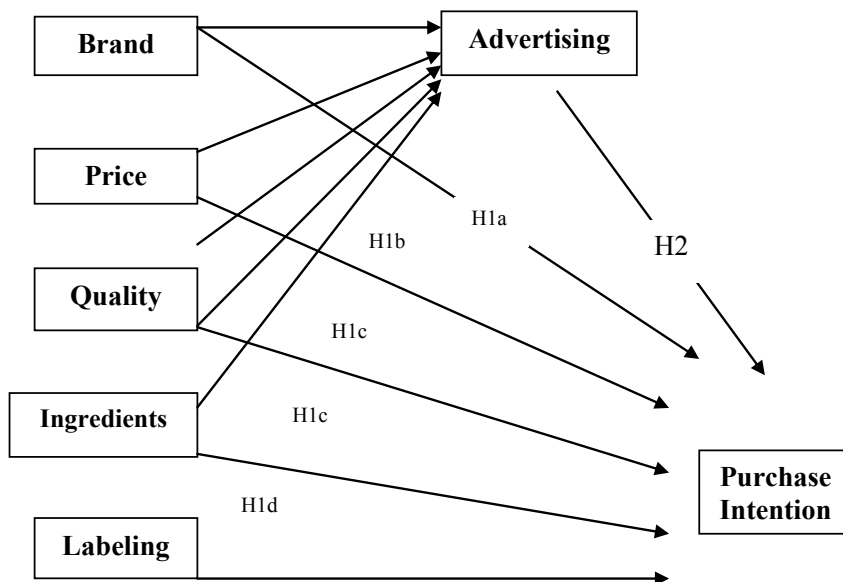 Brand
Advertising
Price
H1a
H1b
H2
Quality
H1c
Ingredients
H1c
Purchase
Intention
H1d
Labeling